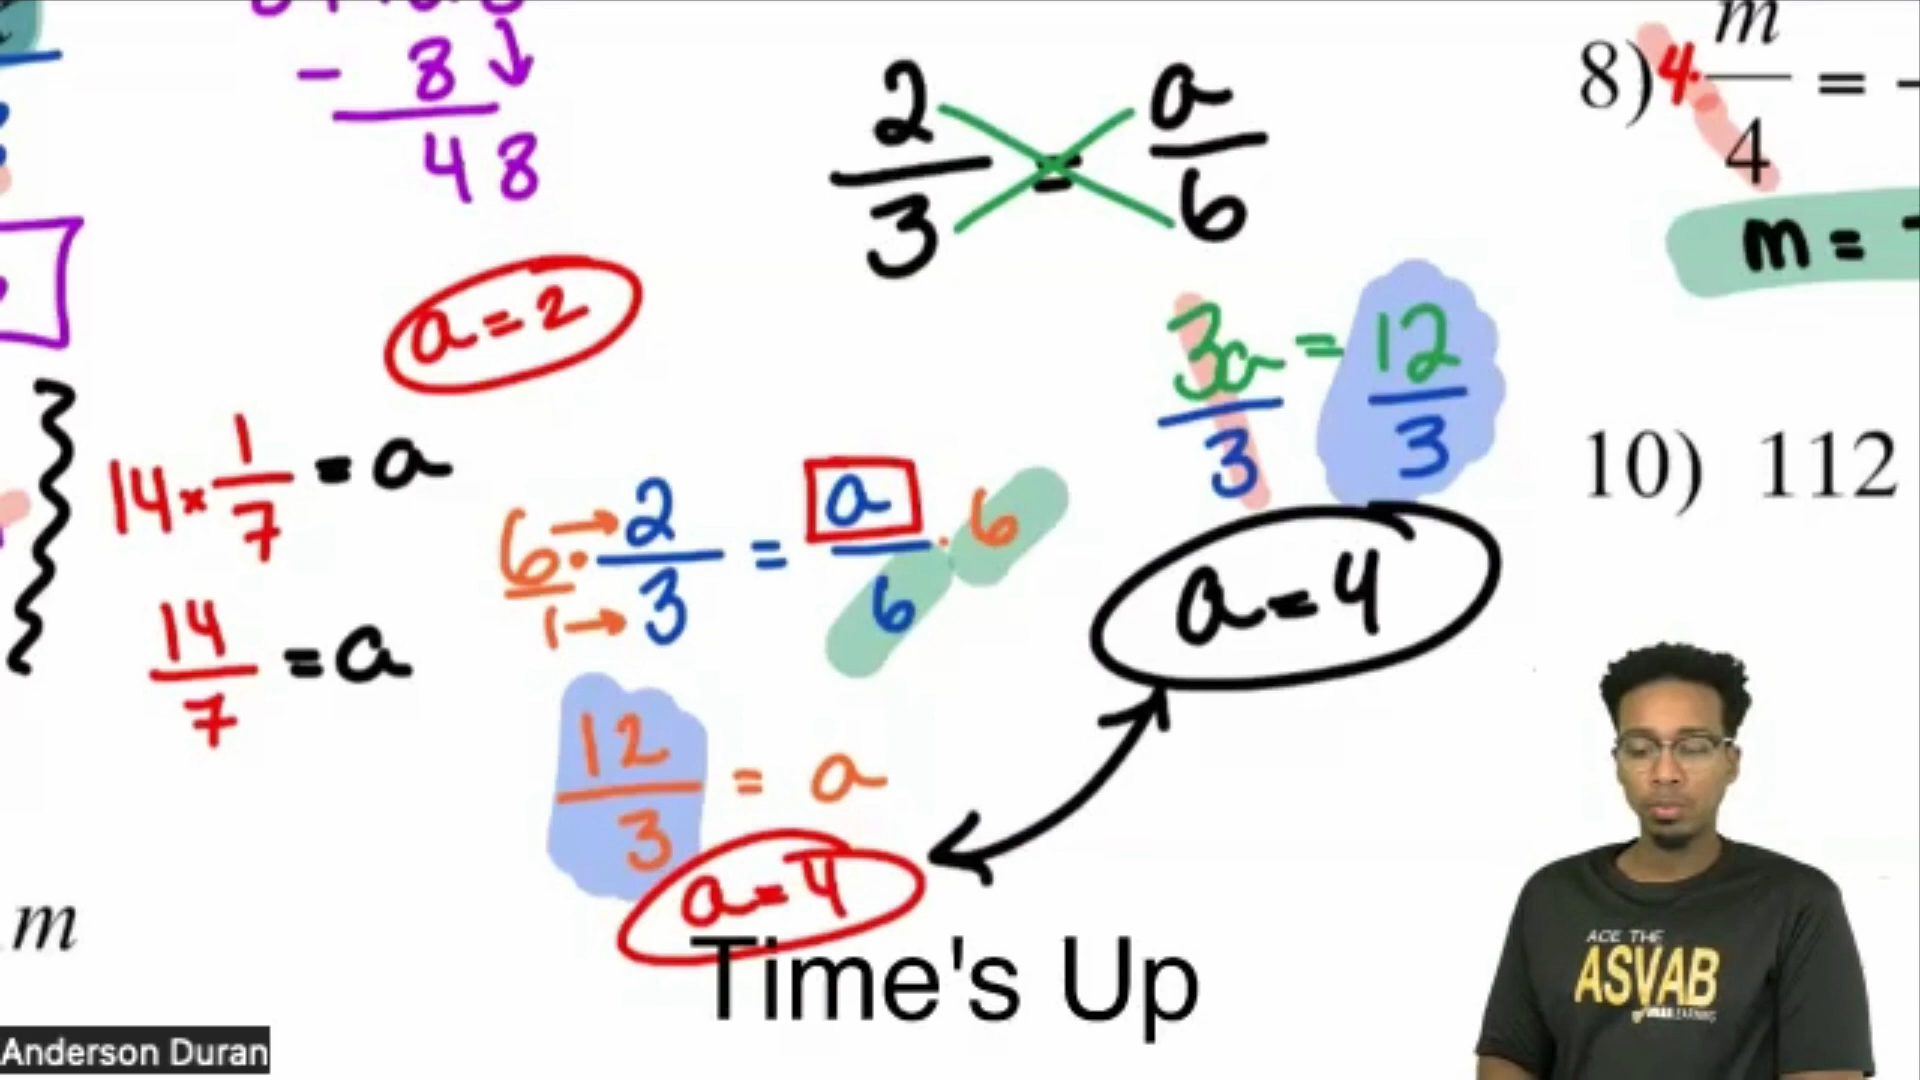 - 8
48
2/3 = a/6
8) 4· m/4 = -
m = -
a = 2
3a/3 = 12/3
14 × 1/7 = a
10) 112
6/1 · 2/3 = a/6 · 6
a = 4
14/7 = a
12/3 = a
a = 4
m
Time's Up
ACE THE
ASVAB
Anderson Duran